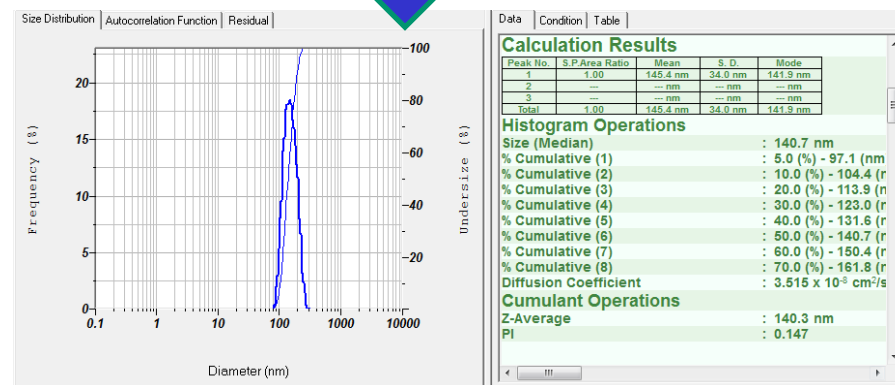 Size Distribution Autocorrelation Function Residual
Frequency (%)
20
15
10
5
0
0.1 1 10 100 1000 10000
Diameter (nm)
100
80
60
40
20
Undersize (%)
Data Condition Table
Calculation Results
Peak No. S.P.Area Ratio Mean S. D. Mode
1 1.00 145.4 nm 34.0 nm 141.9 nm
2 --- --- nm --- nm --- nm
3 --- --- nm --- nm --- nm
Total 1.00 145.4 nm 34.0 nm 141.9 nm
Histogram Operations
Size (Median) : 140.7 nm
% Cumulative (1) : 5.0 (%) - 97.1 (nm
% Cumulative (2) : 10.0 (%) - 104.4 (n
% Cumulative (3) : 20.0 (%) - 113.9 (n
% Cumulative (4) : 30.0 (%) - 123.0 (n
% Cumulative (5) : 40.0 (%) - 131.6 (n
% Cumulative (6) : 50.0 (%) - 140.7 (n
% Cumulative (7) : 60.0 (%) - 150.4 (n
% Cumulative (8) : 70.0 (%) - 161.8 (n
Diffusion Coefficient : 3.515 x 10⁻⁸ cm²/s
Cumulant Operations
Z-Average : 140.3 nm
PI : 0.147